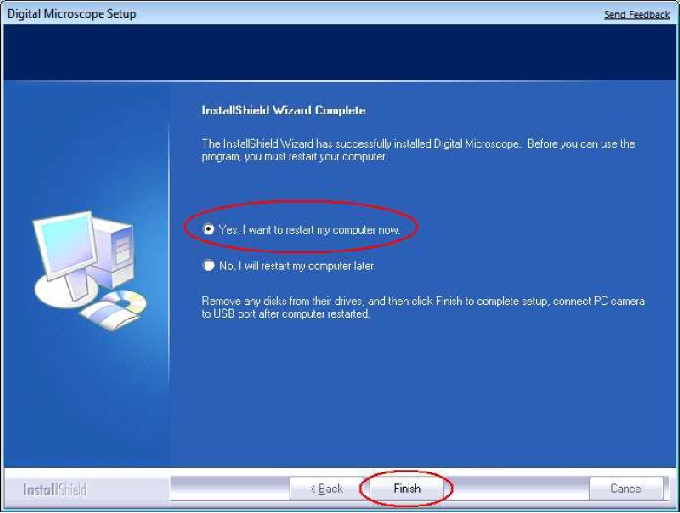 Digital Microscope Setup
Send Feedback
InstallShield Wizard Complete
The InstallShield Wizard has successfully installed Digital Microscope.  Before you can use the
program, you must restart your computer.
Yes, I want to restart my computer now.
No, I will restart my computer later.
Remove any disks from their drives, and then click Finish to complete setup, connect PC camera
to USB port after computer restarted.
InstallShield
< Back
Finish
Cancel